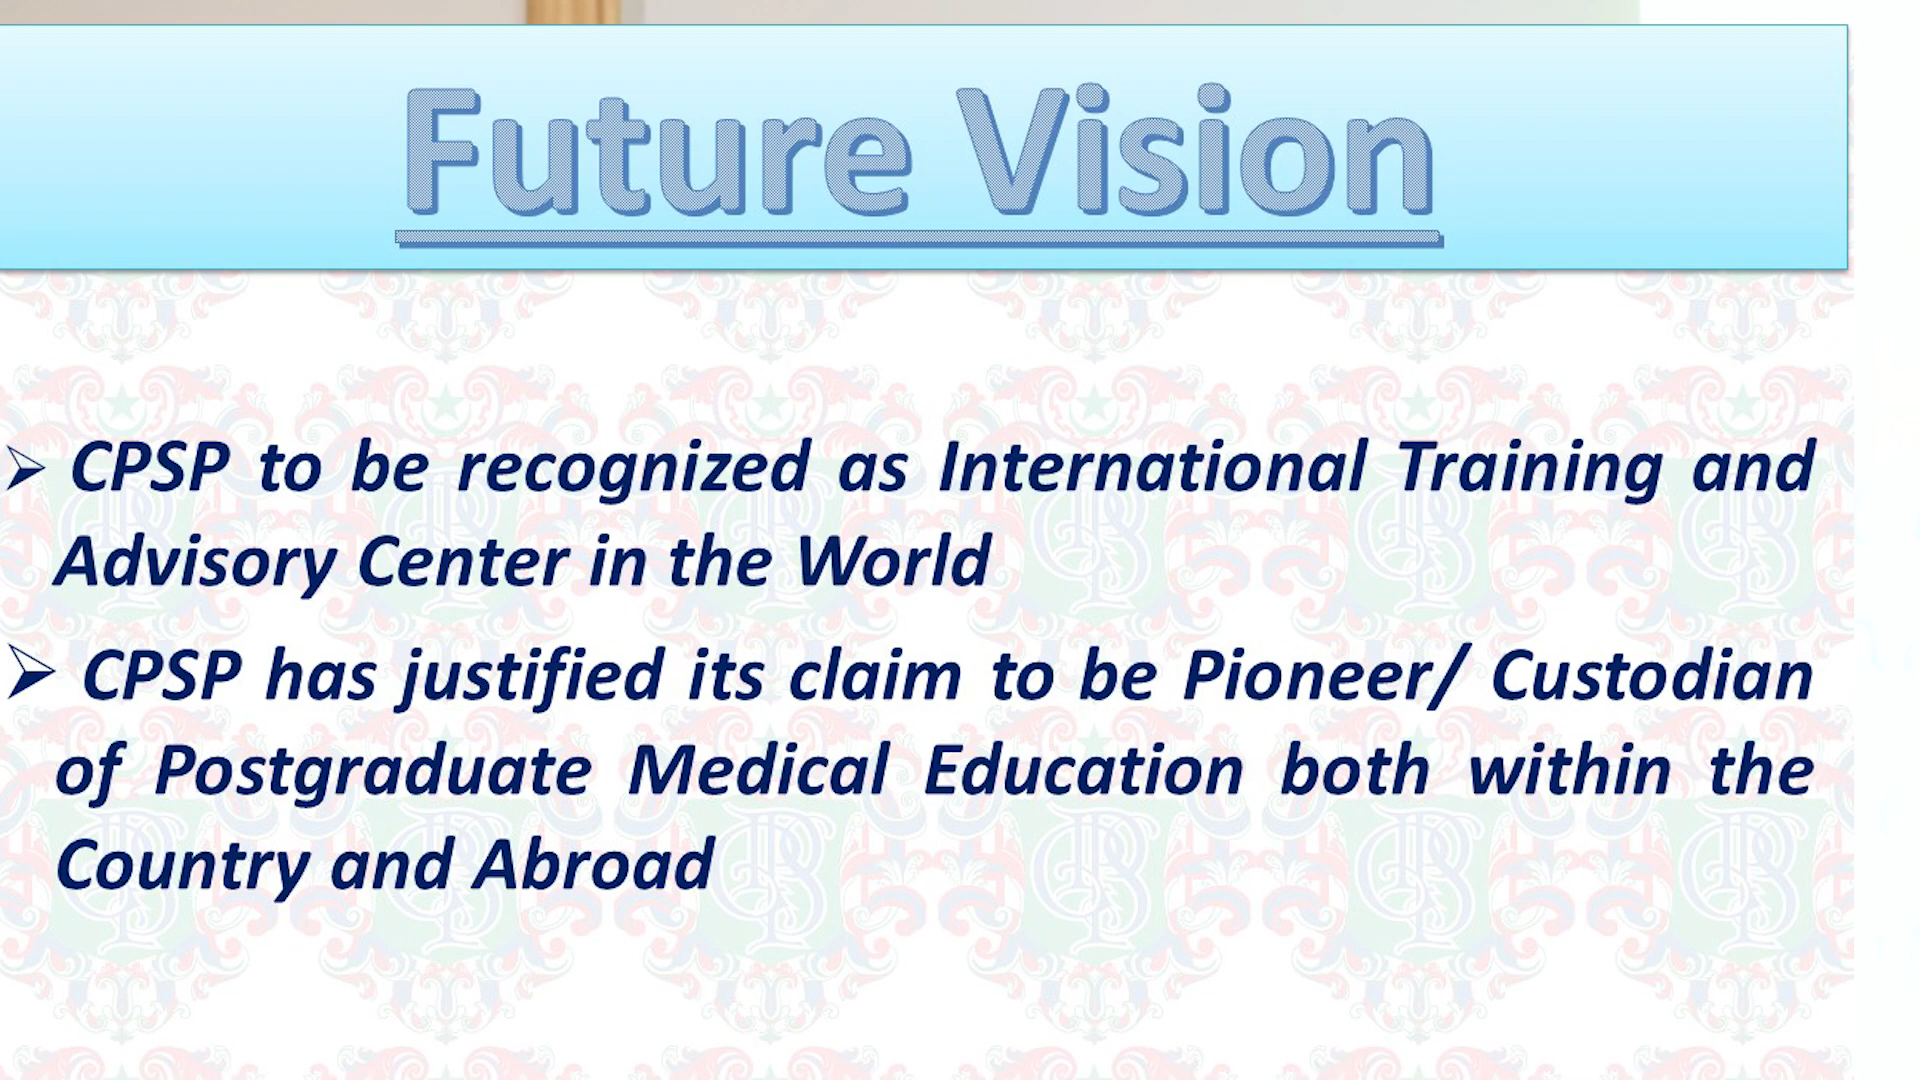 Future Vision
➢ CPSP to be recognized as International Training and
Advisory Center in the World
➢ CPSP has justified its claim to be Pioneer/ Custodian
of Postgraduate Medical Education both within the
Country and Abroad